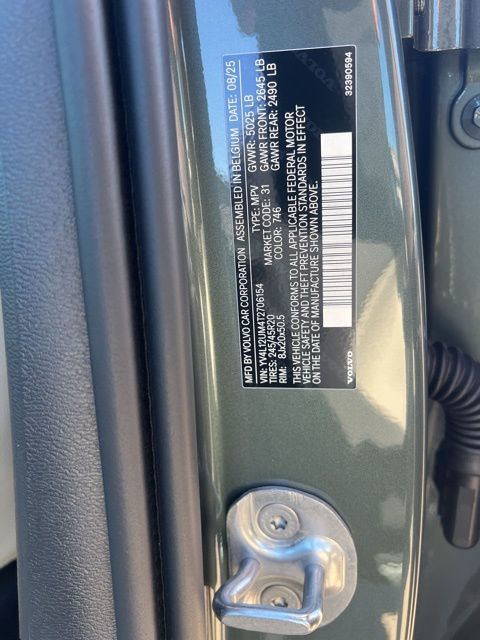 MFD BY VOLVO CAR CORPORATION ASSEMBLED IN BELGIUM DATE: 08/25
VIN: YV4L12UM4T2706154 TYPE: MPV GVWR: 5025 LB
TIRES: 245/45R20 MARKET CODE: 31 GAWR FRONT: 2645 LB
RIM: 8Jx20x50.5 COLOR: 746 GAWR REAR: 2490 LB
THIS VEHICLE CONFORMS TO ALL APPLICABLE FEDERAL MOTOR
VEHICLE SAFETY AND THEFT PREVENTION STANDARDS IN EFFECT
ON THE DATE OF MANUFACTURE SHOWN ABOVE.
VOLVO 32390594